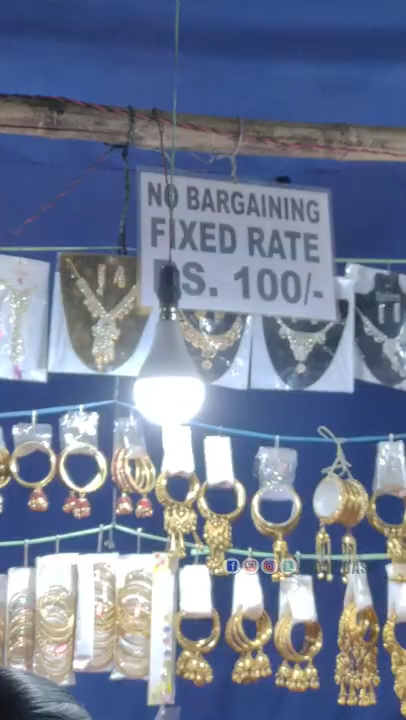 NO BARGAINING
FIXED RATE
RS. 100/-